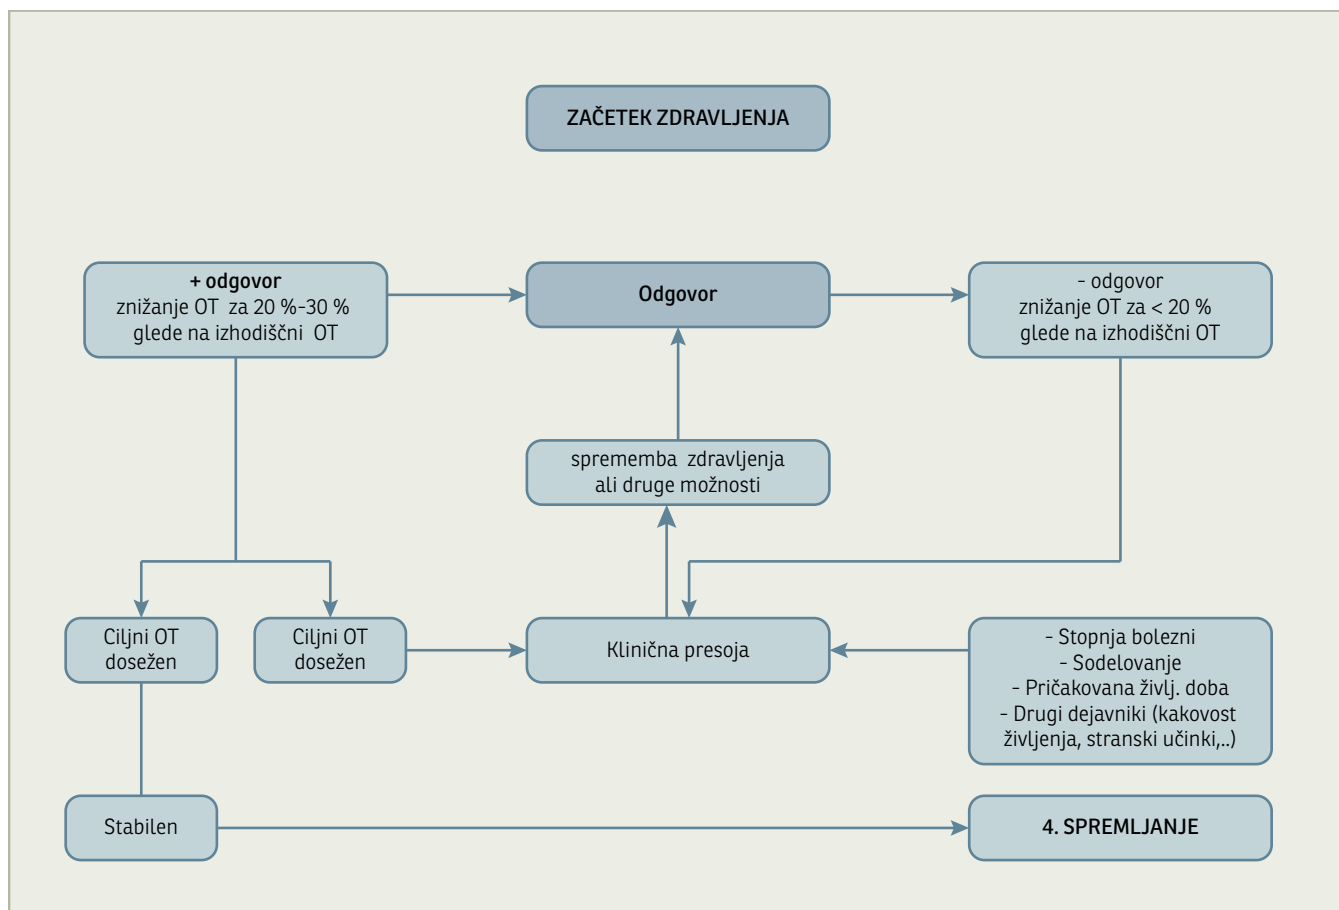 ZAČETEK ZDRAVLJENJA
+ odgovor
znižanje OT za 20 %-30 %
glede na izhodiščni OT
Odgovor
- odgovor
znižanje OT za < 20 %
glede na izhodiščni OT
sprememba zdravljenja
ali druge možnosti
Ciljni OT
dosežen
Ciljni OT
dosežen
Klinična presoja
- Stopnja bolezni
- Sodelovanje
- Pričakovana življ. doba
- Drugi dejavniki (kakovost
življenja, stranski učinki,..)
Stabilen
4. SPREMLJANJE